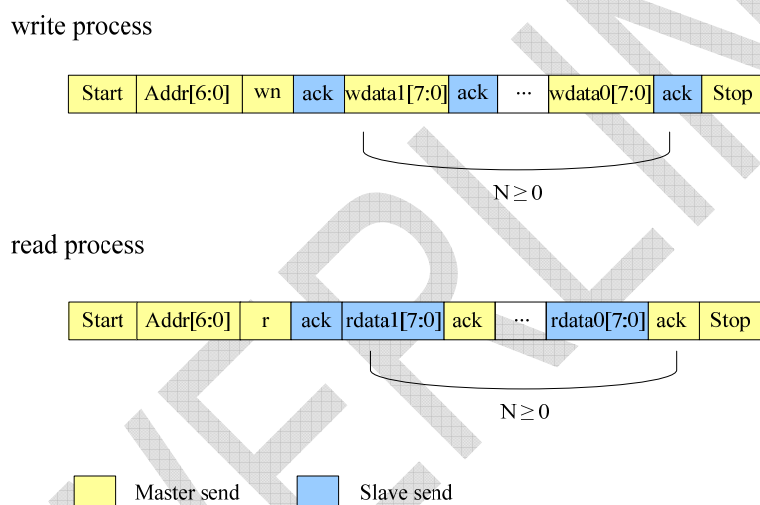 write process
Start Addr[6:0] wn ack wdata1[7:0] ack ... wdata0[7:0] ack Stop
N≥0
read process
Start Addr[6:0] r ack rdata1[7:0] ack ... rdata0[7:0] ack Stop
N≥0
Master send Slave send